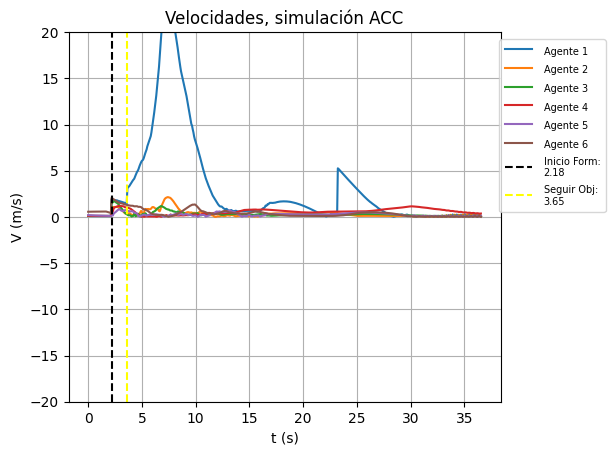 Velocidades, simulación ACC
V (m/s)
20
15
10
5
0
−5
−10
−15
−20
0 5 10 15 20 25 30 35
t (s)
Agente 1
Agente 2
Agente 3
Agente 4
Agente 5
Agente 6
Inicio Form:
2.18
Seguir Obj:
3.65